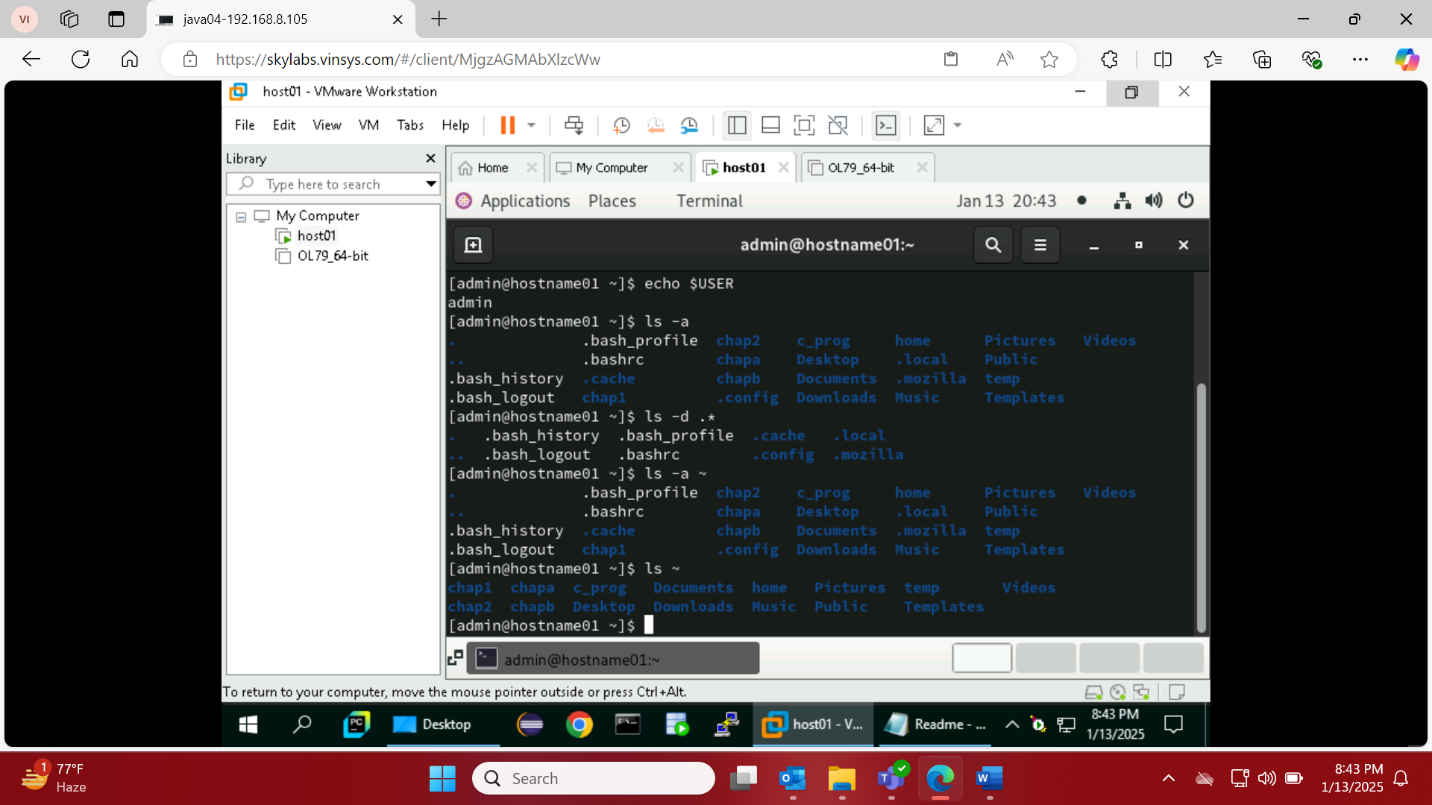 VI
java04-192.168.8.105
https://skylabs.vinsys.com/#/client/MjgzAGMAbXlzcWw
host01 - VMware Workstation
File Edit View VM Tabs Help
Library
Type here to search
My Computer
host01
OL79_64-bit
Home My Computer host01 OL79_64-bit
Applications Places Terminal Jan 13 20:43
admin@hostname01:~
[admin@hostname01 ~]$ echo $USER
admin
[admin@hostname01 ~]$ ls -a
. .bash_profile chap2 c_prog home Pictures Videos
.. .bashrc chapa Desktop .local Public
.bash_history .cache chapb Documents .mozilla temp
.bash_logout chap1 .config Downloads Music Templates
[admin@hostname01 ~]$ ls -d .*
. .bash_history .bash_profile .cache .local
.. .bash_logout .bashrc .config .mozilla
[admin@hostname01 ~]$ ls -a ~
. .bash_profile chap2 c_prog home Pictures Videos
.. .bashrc chapa Desktop .local Public
.bash_history .cache chapb Documents .mozilla temp
.bash_logout chap1 .config Downloads Music Templates
[admin@hostname01 ~]$ ls ~
chap1 chapa c_prog Documents home Pictures temp Videos
chap2 chapb Desktop Downloads Music Public Templates
[admin@hostname01 ~]$
admin@hostname01:~
To return to your computer, move the mouse pointer outside or press Ctrl+Alt.
PC Desktop host01 - V... Readme - ... 8:43 PM
1/13/2025
1 77°F
Haze
Search
8:43 PM
1/13/2025